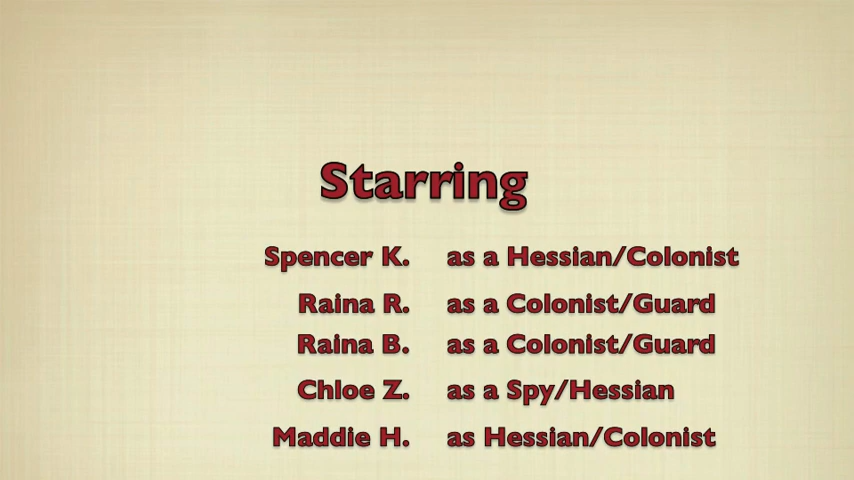 Starring
Spencer K. as a Hessian/Colonist
Raina R. as a Colonist/Guard
Raina B. as a Colonist/Guard
Chloe Z. as a Spy/Hessian
Maddie H. as Hessian/Colonist